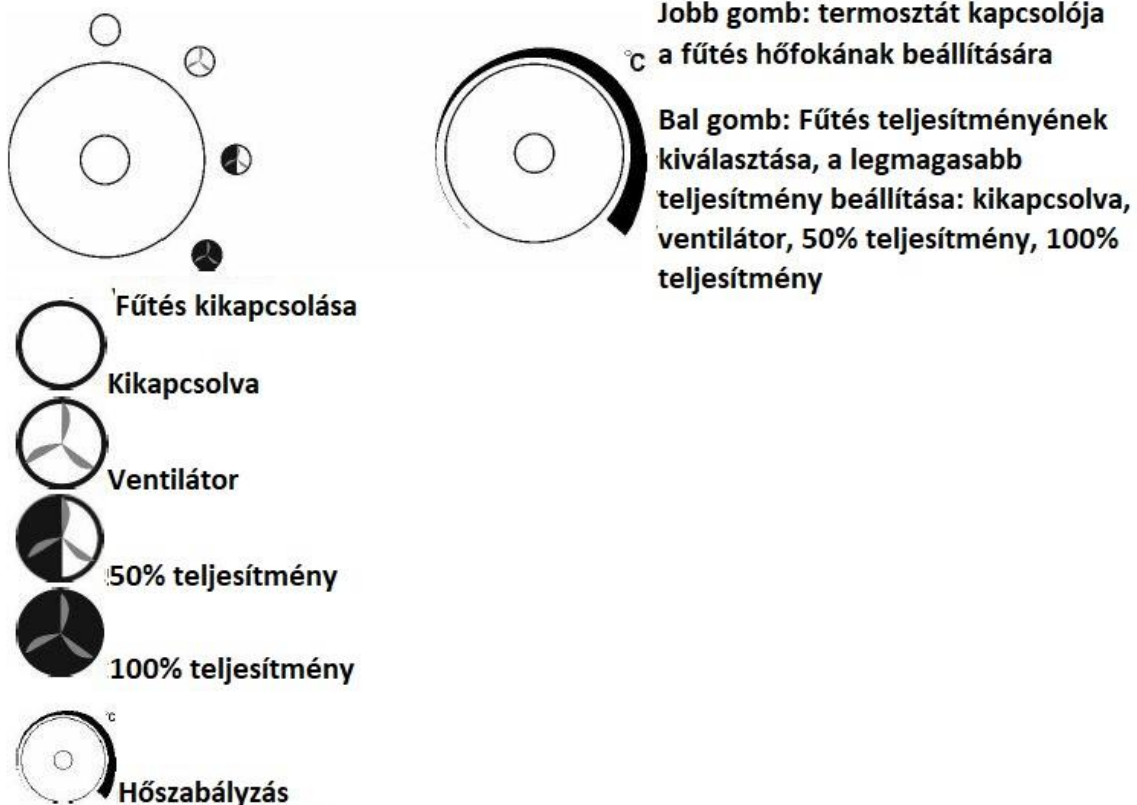 Jobb gomb: termosztát kapcsolója
a fűtés hőfokának beállítására
°C
Bal gomb: Fűtés teljesítményének
kiválasztása, a legmagasabb
teljesítmény beállítása: kikapcsolva,
ventilátor, 50% teljesítmény, 100%
teljesítmény
Fűtés kikapcsolása
Kikapcsolva
Ventilátor
50% teljesítmény
100% teljesítmény
°C
Hőszabályzás